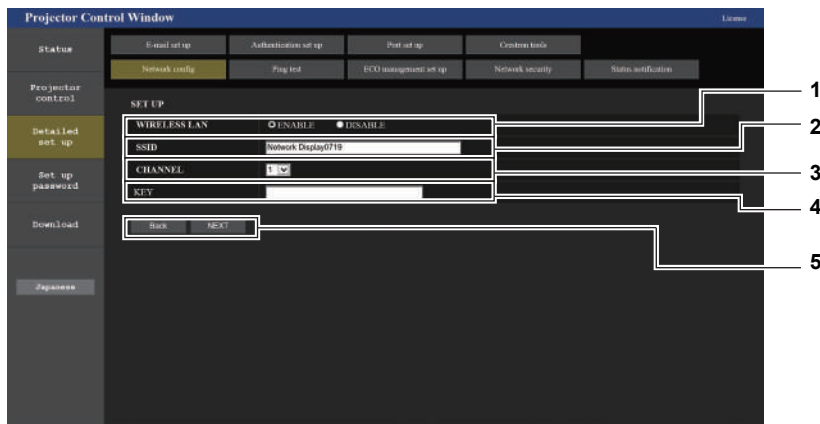 Projector Control Window License
Status
E-mail set up Authentication set up Port set up Crestron tools
Network config Ping test ECO management set up Network security Status notification
Projector control
SET UP
Detailed set up
WIRELESS LAN ENABLE DISABLE
SSID Network Display0719
CHANNEL 1
KEY
Set up password
Back NEXT
Download
Japanese
1
2
3
4
5